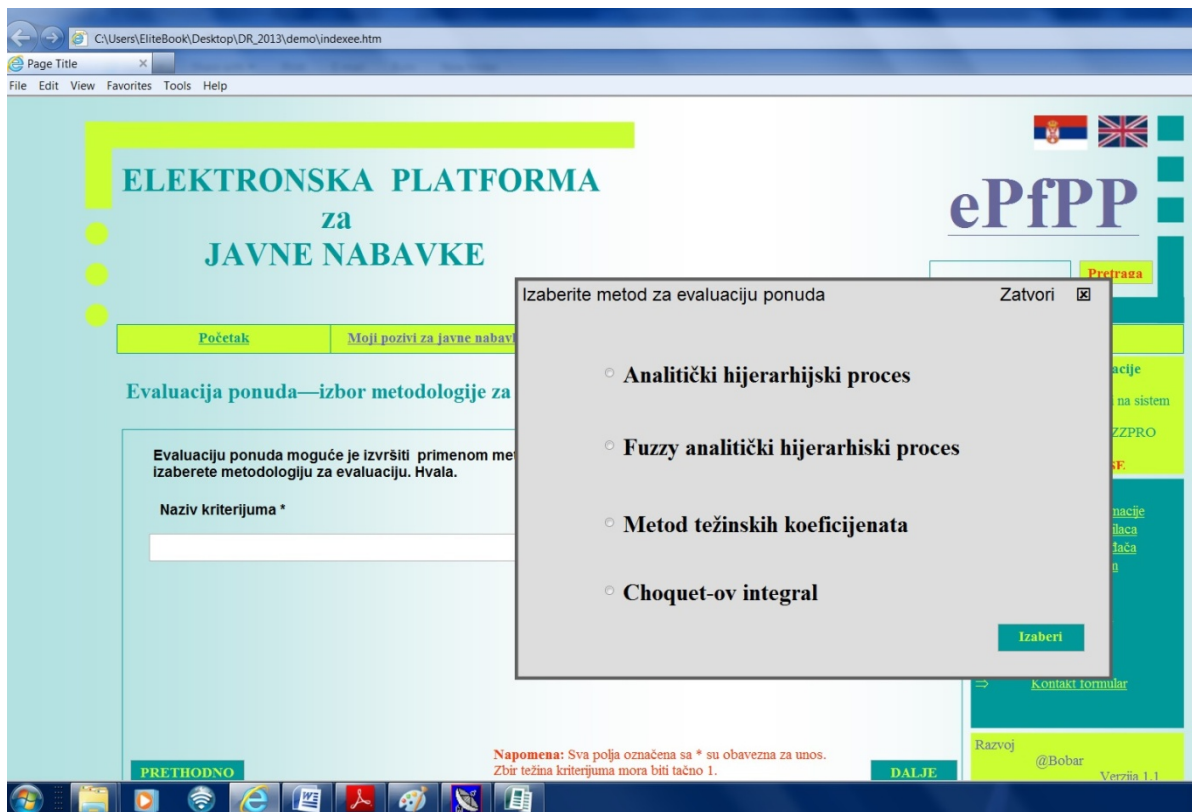 C:\Users\EliteBook\Desktop\DR_2013\demo\indexee.htm
Page Title
File Edit View Favorites Tools Help
ELEKTRONSKA PLATFORMA
za
JAVNE NABAVKE
ePfPP
Pretraga
Početak
Moji pozivi za javne
Evaluacija ponuda—izbor metodologije za
Evaluaciju ponuda moguće je izvršiti primenom
izaberete metodologiju za evaluaciju. Hvala.
Naziv kriterijuma *
Izaberite metod za evaluaciju ponuda
Zatvori
Analitički hijerarhijski proces
Fuzzy analitički hijerarhiski proces
Metod težinskih koeficijenata
Choquet-ov integral
Izaberi
na sistem
ZZPRO
Kontakt formular
Napomena: Sva polja označena sa * su obavezna za unos.
Zbir težina kriterijuma mora biti tačno 1.
PRETHODNO
DALJE
Razvoj
@Bobar
Verzija 1.1